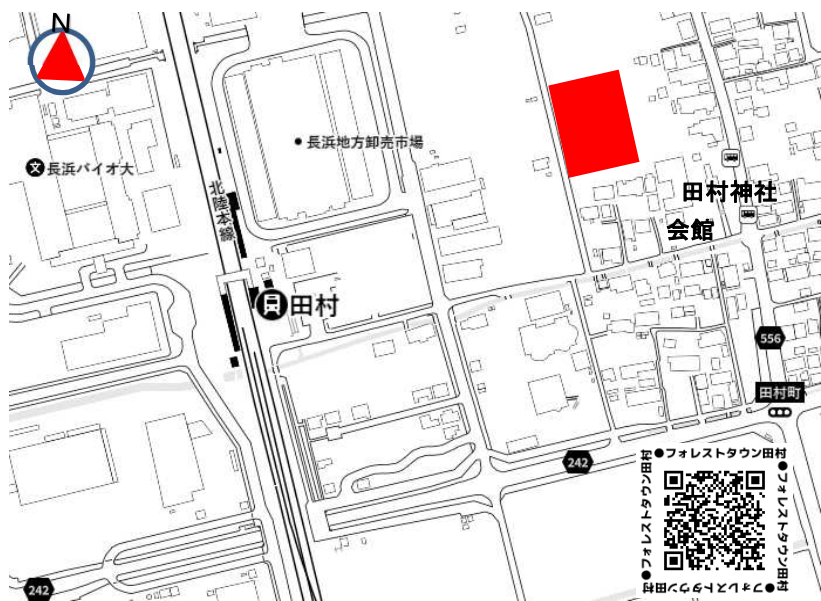 N
長浜地方卸売市場
文
長浜バイオ大
北陸本線
田村神社
会館
田村
556
田村町
242
●フォレストタウン田村
●フォレストタウン田村
●フォレストタウン田村
●フォレストタウン田村
242